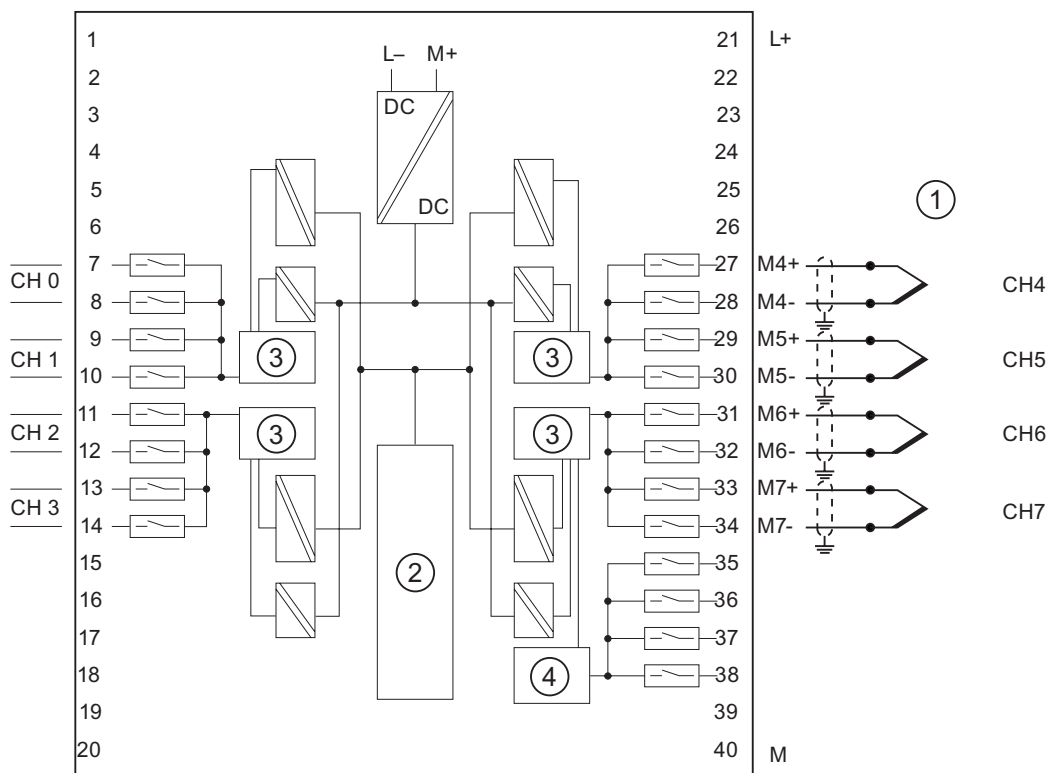 1 21 L+
L– M+
2 22
DC
3 23
4 24
5 25 ①
DC
6 26
7 27 M4+
CH 0 CH4
8 28 M4-
9 29 M5+
CH 1 ③ ③ CH5
10 30 M5-
11 31 M6+
CH 2 ③ ③ CH6
12 32 M6-
13 33 M7+
CH 3 CH7
14 34 M7-
15 35
②
16 36
17 37
18 ④ 38
19 39
20 40 M